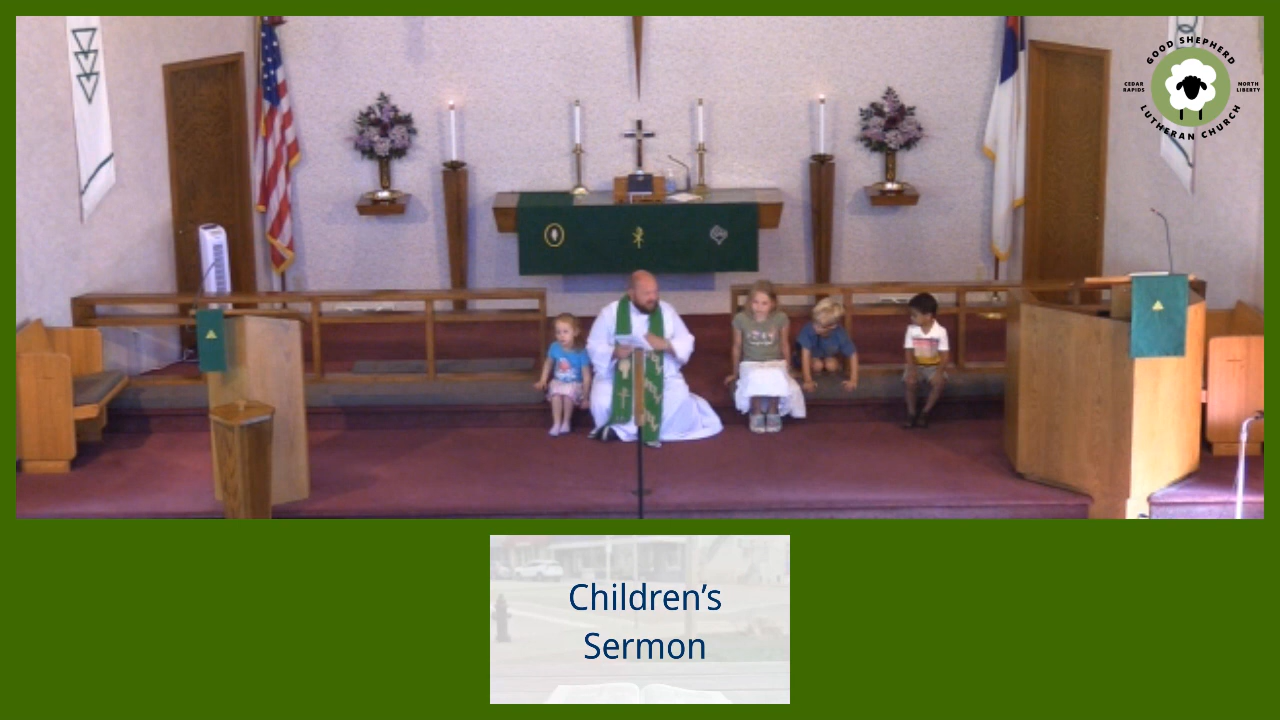 GOOD SHEPHERD
CEDAR RAPIDS
NORTH LIBERTY
LUTHERAN CHURCH
Children's
Sermon